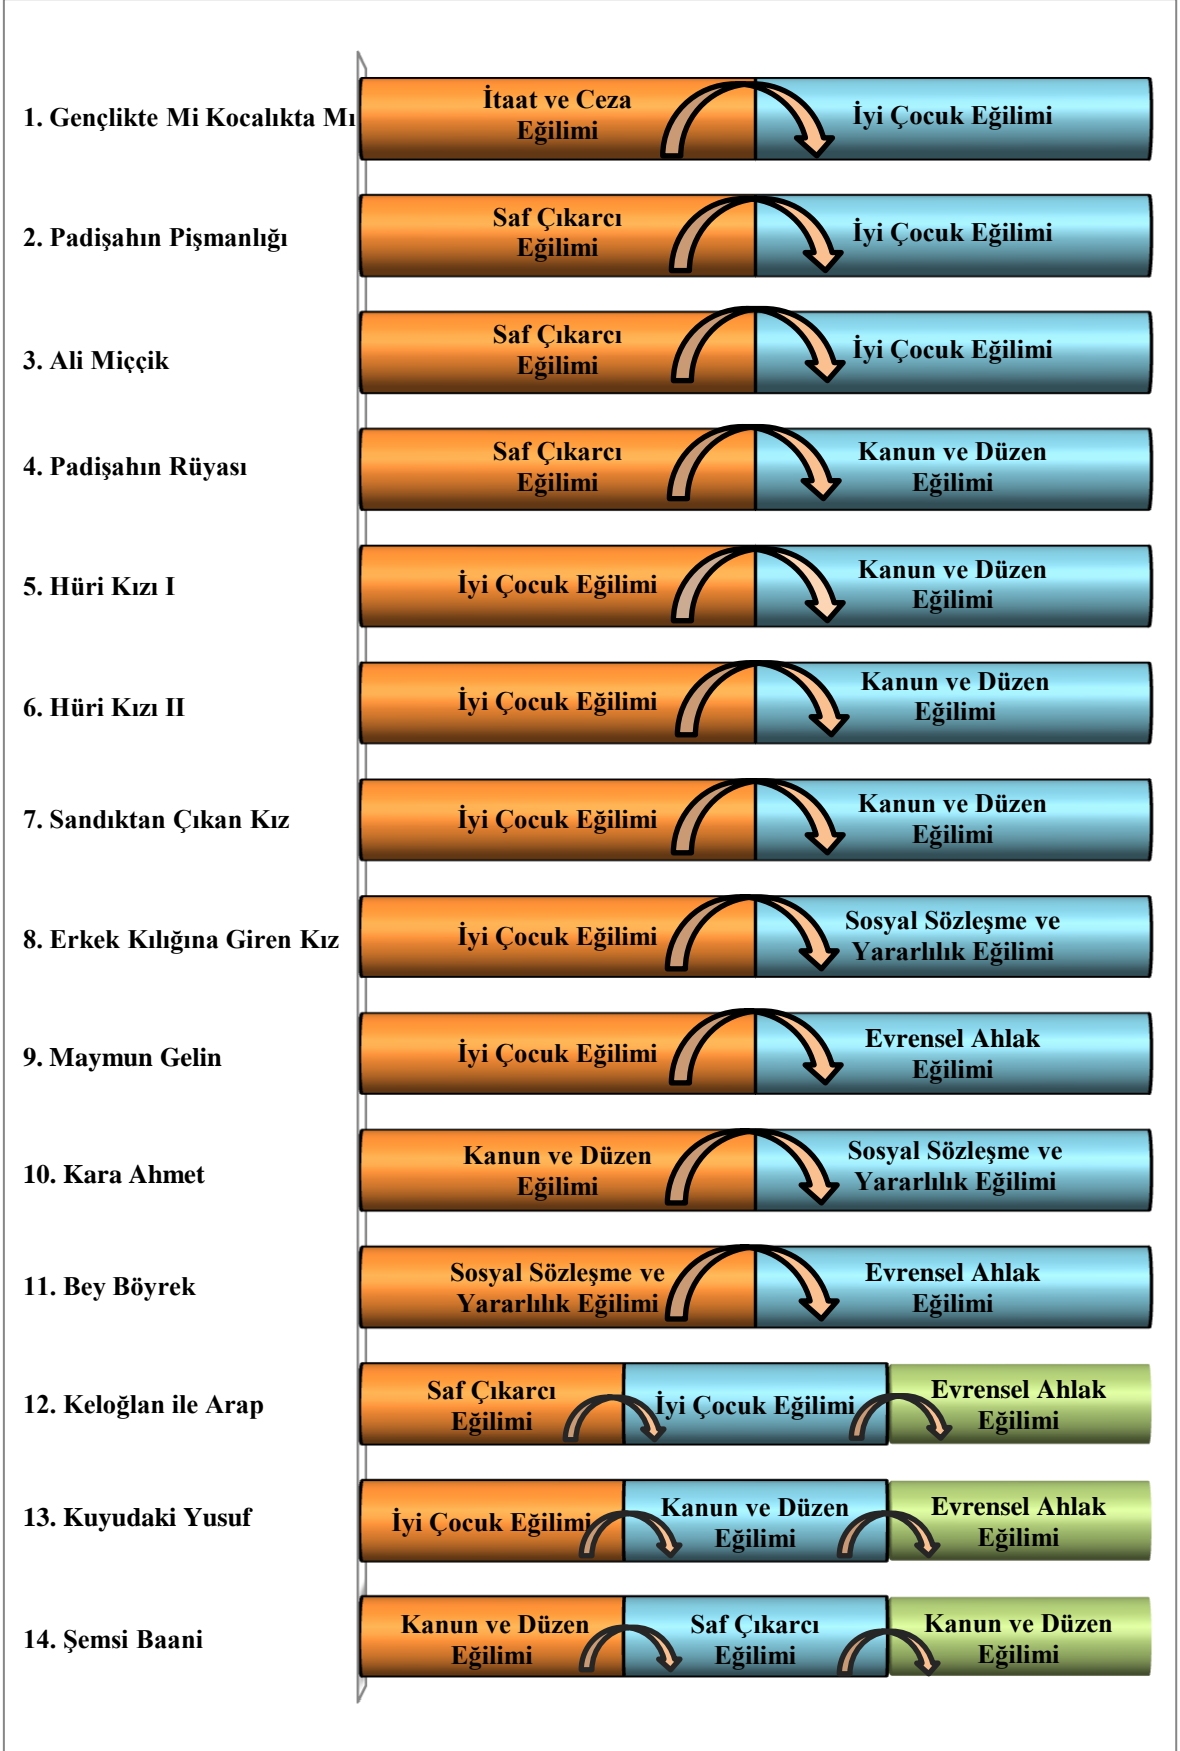 1. Gençlikte Mi Kocalıkta Mı
İtaat ve Ceza
Eğilimi
İyi Çocuk Eğilimi
2. Padişahın Pişmanlığı
Saf Çıkarcı
Eğilimi
İyi Çocuk Eğilimi
3. Ali Miççik
Saf Çıkarcı
Eğilimi
İyi Çocuk Eğilimi
4. Padişahın Rüyası
Saf Çıkarcı
Eğilimi
Kanun ve Düzen
Eğilimi
5. Hüri Kızı I
İyi Çocuk Eğilimi
Kanun ve Düzen
Eğilimi
6. Hüri Kızı II
İyi Çocuk Eğilimi
Kanun ve Düzen
Eğilimi
7. Sandıktan Çıkan Kız
İyi Çocuk Eğilimi
Kanun ve Düzen
Eğilimi
8. Erkek Kılığına Giren Kız
İyi Çocuk Eğilimi
Sosyal Sözleşme ve
Yararlılık Eğilimi
9. Maymun Gelin
İyi Çocuk Eğilimi
Evrensel Ahlak
Eğilimi
10. Kara Ahmet
Kanun ve Düzen
Eğilimi
Sosyal Sözleşme ve
Yararlılık Eğilimi
11. Bey Böyrek
Sosyal Sözleşme ve
Yararlılık Eğilimi
Evrensel Ahlak
Eğilimi
12. Keloğlan ile Arap
Saf Çıkarcı
Eğilimi
İyi Çocuk Eğilimi
Evrensel Ahlak
Eğilimi
13. Kuyudaki Yusuf
İyi Çocuk Eğilimi
Kanun ve Düzen
Eğilimi
Evrensel Ahlak
Eğilimi
14. Şemsi Baani
Kanun ve Düzen
Eğilimi
Saf Çıkarcı
Eğilimi
Kanun ve Düzen
Eğilimi